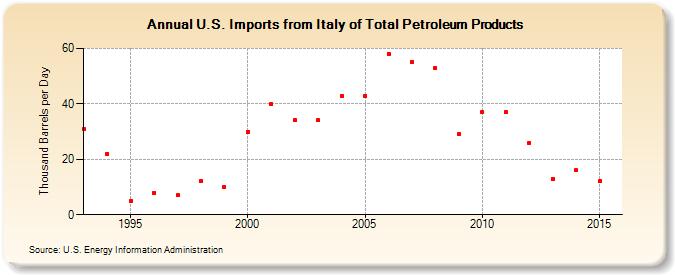 Annual U.S. Imports from Italy of Total Petroleum Products
Thousand Barrels per Day
60
40
20
0
1995 2000 2005 2010 2015
Source: U.S. Energy Information Administration